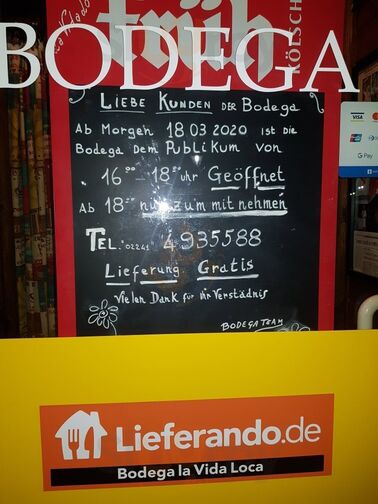 früh
KÖLSCH
BODEGA
LIEBE KUNDEN DER Bodega
Ab Morgen 18 03 2020 ist die
Bodega Dem Publikum von
16⁰⁰ - 18⁰⁰ uhr Geöffnet
Ab 18⁰⁰ nur zum mit nehmen
TEL.: 02241 4935588
Lieferung Gratis
Vielen Dank für ihr Verständnis
BODEGA TEAM
VISA
G Pay
Lieferando.de
Bodega la Vida Loca